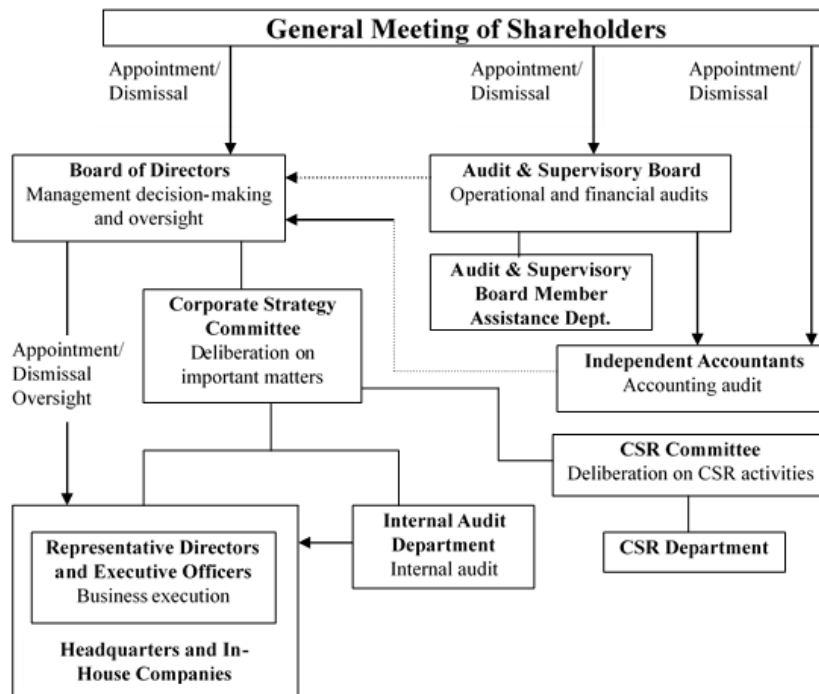 General Meeting of Shareholders
Appointment/
Dismissal
Appointment/
Dismissal
Appointment/
Dismissal
Board of Directors
Management decision-making
and oversight
Audit & Supervisory Board
Operational and financial audits
Audit & Supervisory
Board Member
Assistance Dept.
Corporate Strategy
Committee
Deliberation on
important matters
Appointment/
Dismissal
Oversight
Independent Accountants
Accounting audit
CSR Committee
Deliberation on CSR activities
Internal Audit
Department
Internal audit
CSR Department
Representative Directors
and Executive Officers
Business execution
Headquarters and In-
House Companies